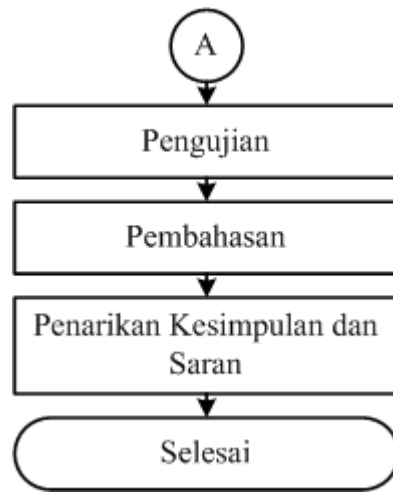 A
Pengujian
Pembahasan
Penarikan Kesimpulan dan
Saran
Selesai